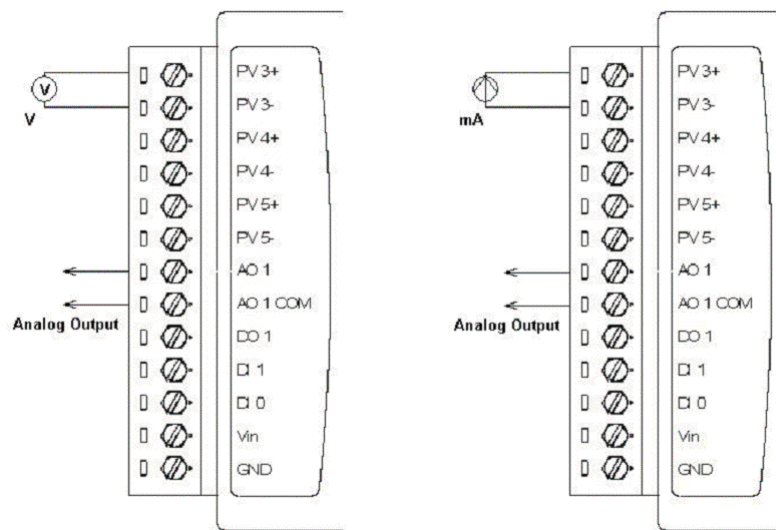 V
V
PV3+
PV3-
PV4+
PV4-
PV5+
PV5-
AO 1
AO 1 COM
DO 1
DI 1
DI 0
Vin
GND
Analog Output
mA
PV3+
PV3-
PV4+
PV4-
PV5+
PV5-
AO 1
AO 1 COM
DO 1
DI 1
DI 0
Vin
GND
Analog Output